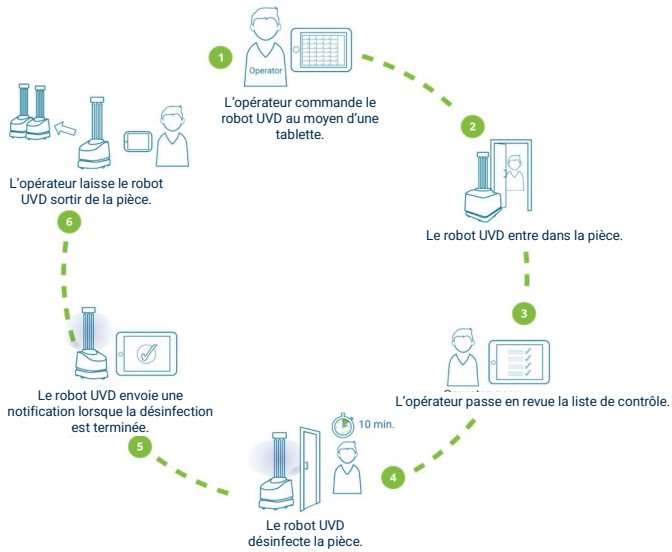 1
Operator
L'opérateur commande le
robot UVD au moyen d'une
tablette.
2
Le robot UVD entre dans la pièce.
3
L'opérateur passe en revue la liste de contrôle.
4
10 min.
Le robot UVD
désinfecte la pièce.
5
Le robot UVD envoie une
notification lorsque la désinfection
est terminée.
6
L'opérateur laisse le robot
UVD sortir de la pièce.